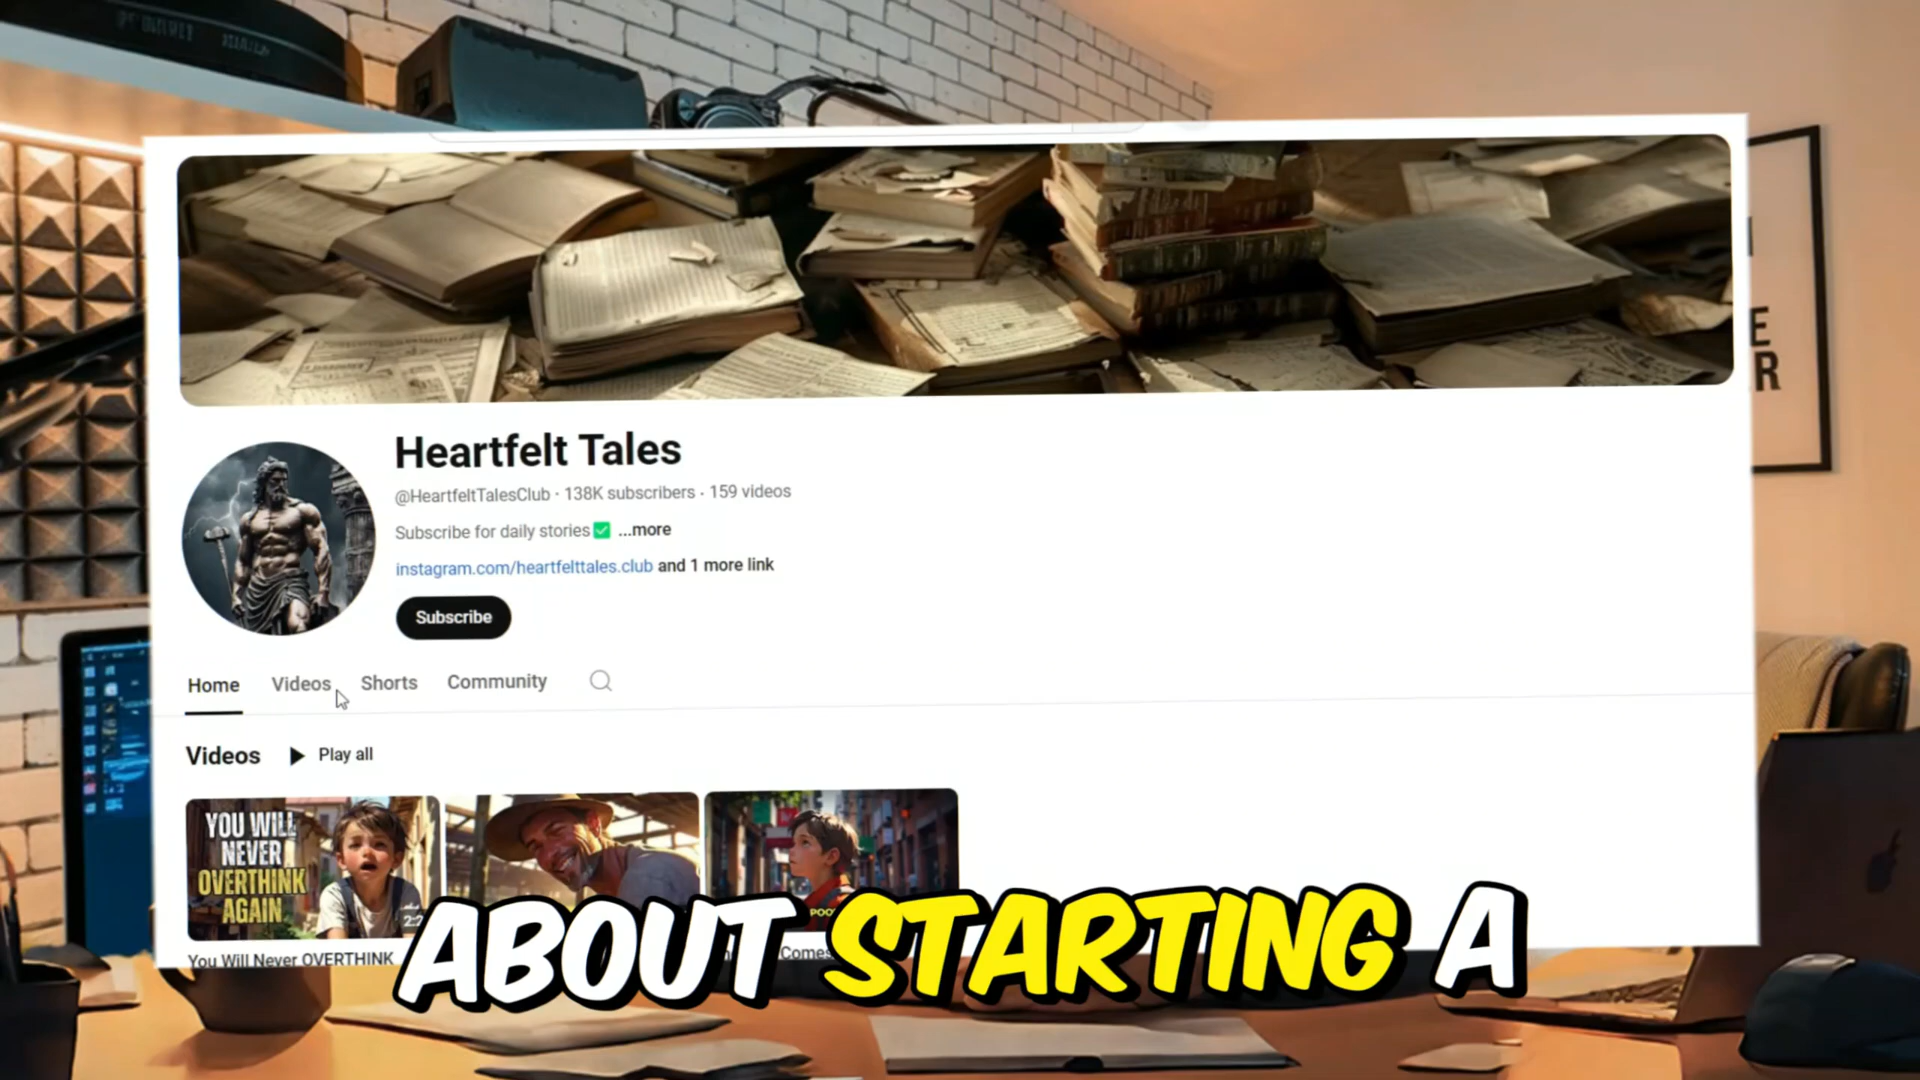 Heartfelt Tales
@HeartfeltTalesClub · 138K subscribers · 159 videos
Subscribe for daily stories✅ ...more
instagram.com/heartfelttales.club and 1 more link
Subscribe
Home Videos Shorts Community
Videos ▶ Play all
YOU WILL
NEVER
OVERTHINK
AGAIN
You Will Never OVERTHINK
Comes
ABOUT STARTING A